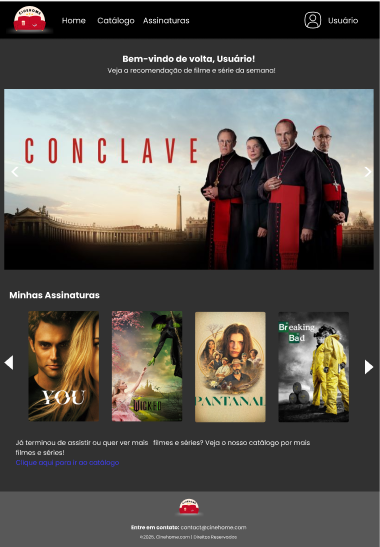 CINEHOME
Home Catálogo Assinaturas Usuário
Bem-vindo de volta, Usuário!
Veja a recomendação de filme e série da semana!
CONCLAVE
Minhas Assinaturas
YOU
WICKED
PANTANAL
Breaking
Bad
Já terminou de assistir ou quer ver mais filmes e séries? Veja o nosso catálogo por mais
filmes e séries!
Clique aqui para ir ao catálogo
Entre em contato: contact@cinehome.com
©2025, Cinehome.com | Direitos Reservados